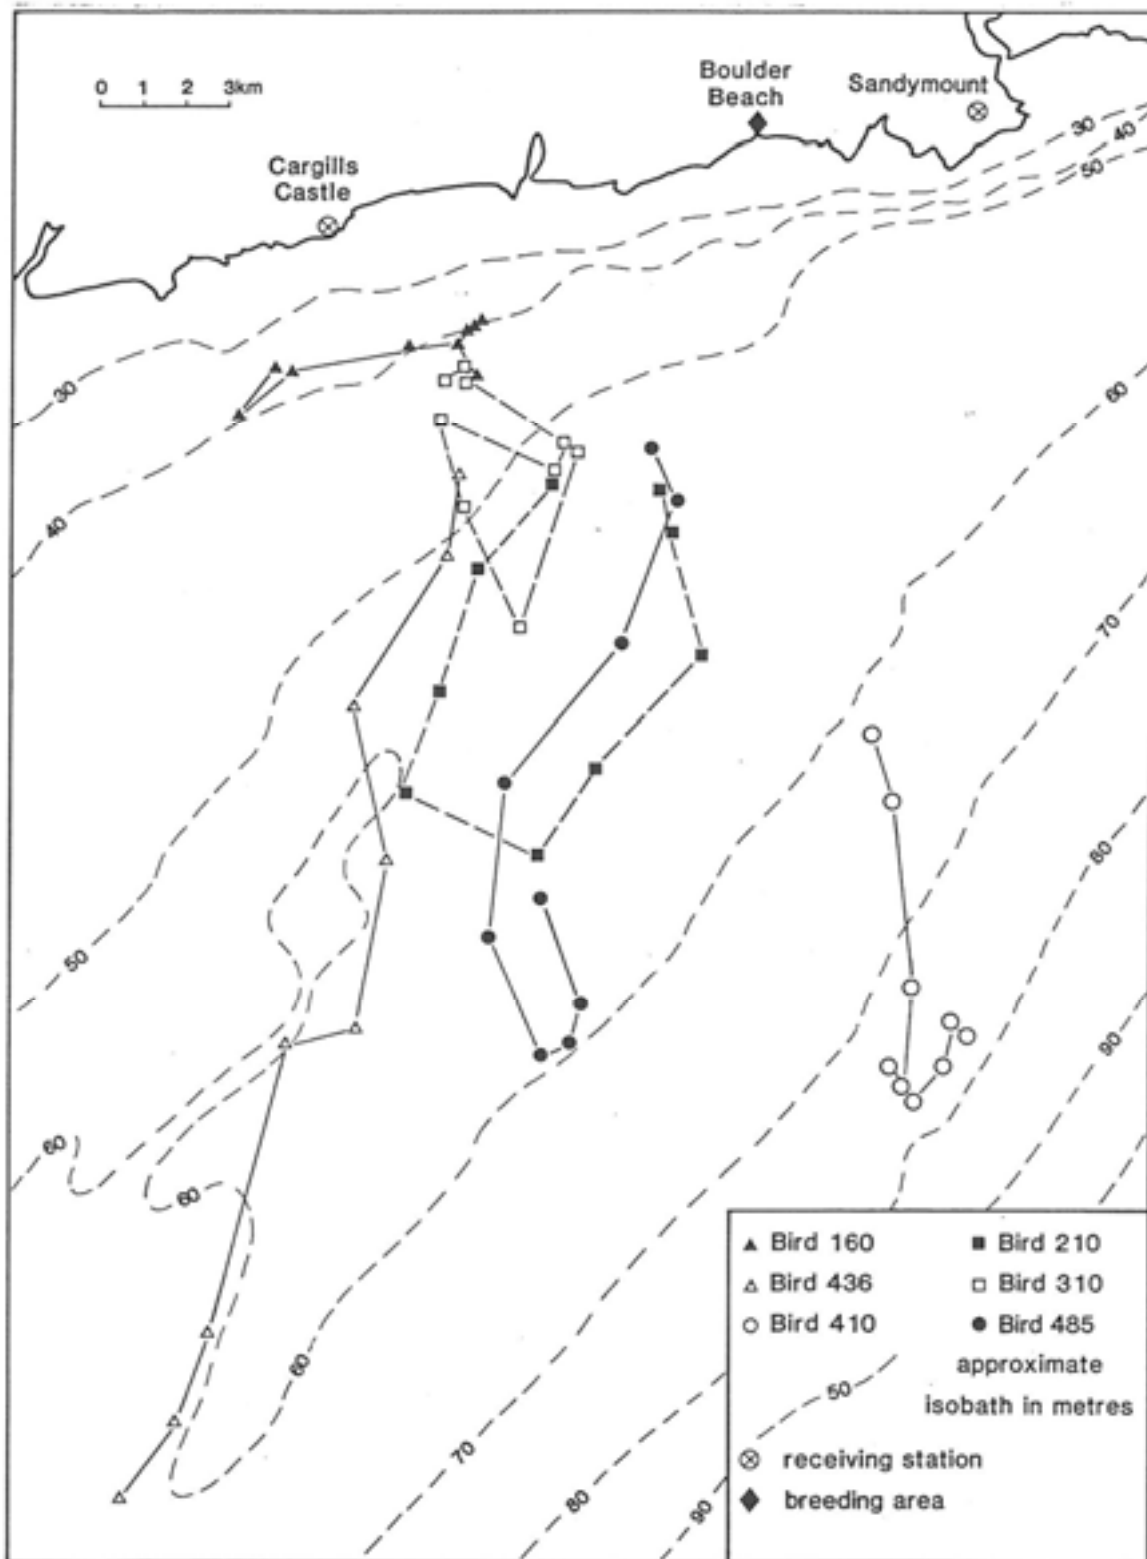 0 1 2 3km
Boulder
Beach
Sandymount
Cargills
Castle
30
40
50
30
60
40
70
80
50
90
60
60
60
70
80
90
Bird 160
Bird 210
Bird 436
Bird 310
Bird 410
Bird 485
approximate
50
isobath in metres
receiving station
breeding area